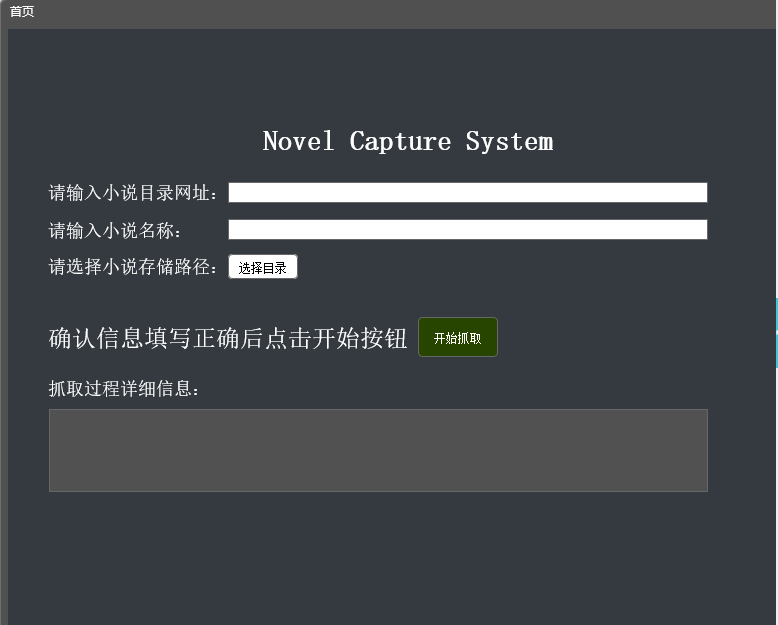 首页
Novel Capture System
请输入小说目录网址：
请输入小说名称：
请选择小说存储路径： 选择目录
确认信息填写正确后点击开始按钮 开始抓取
抓取过程详细信息：